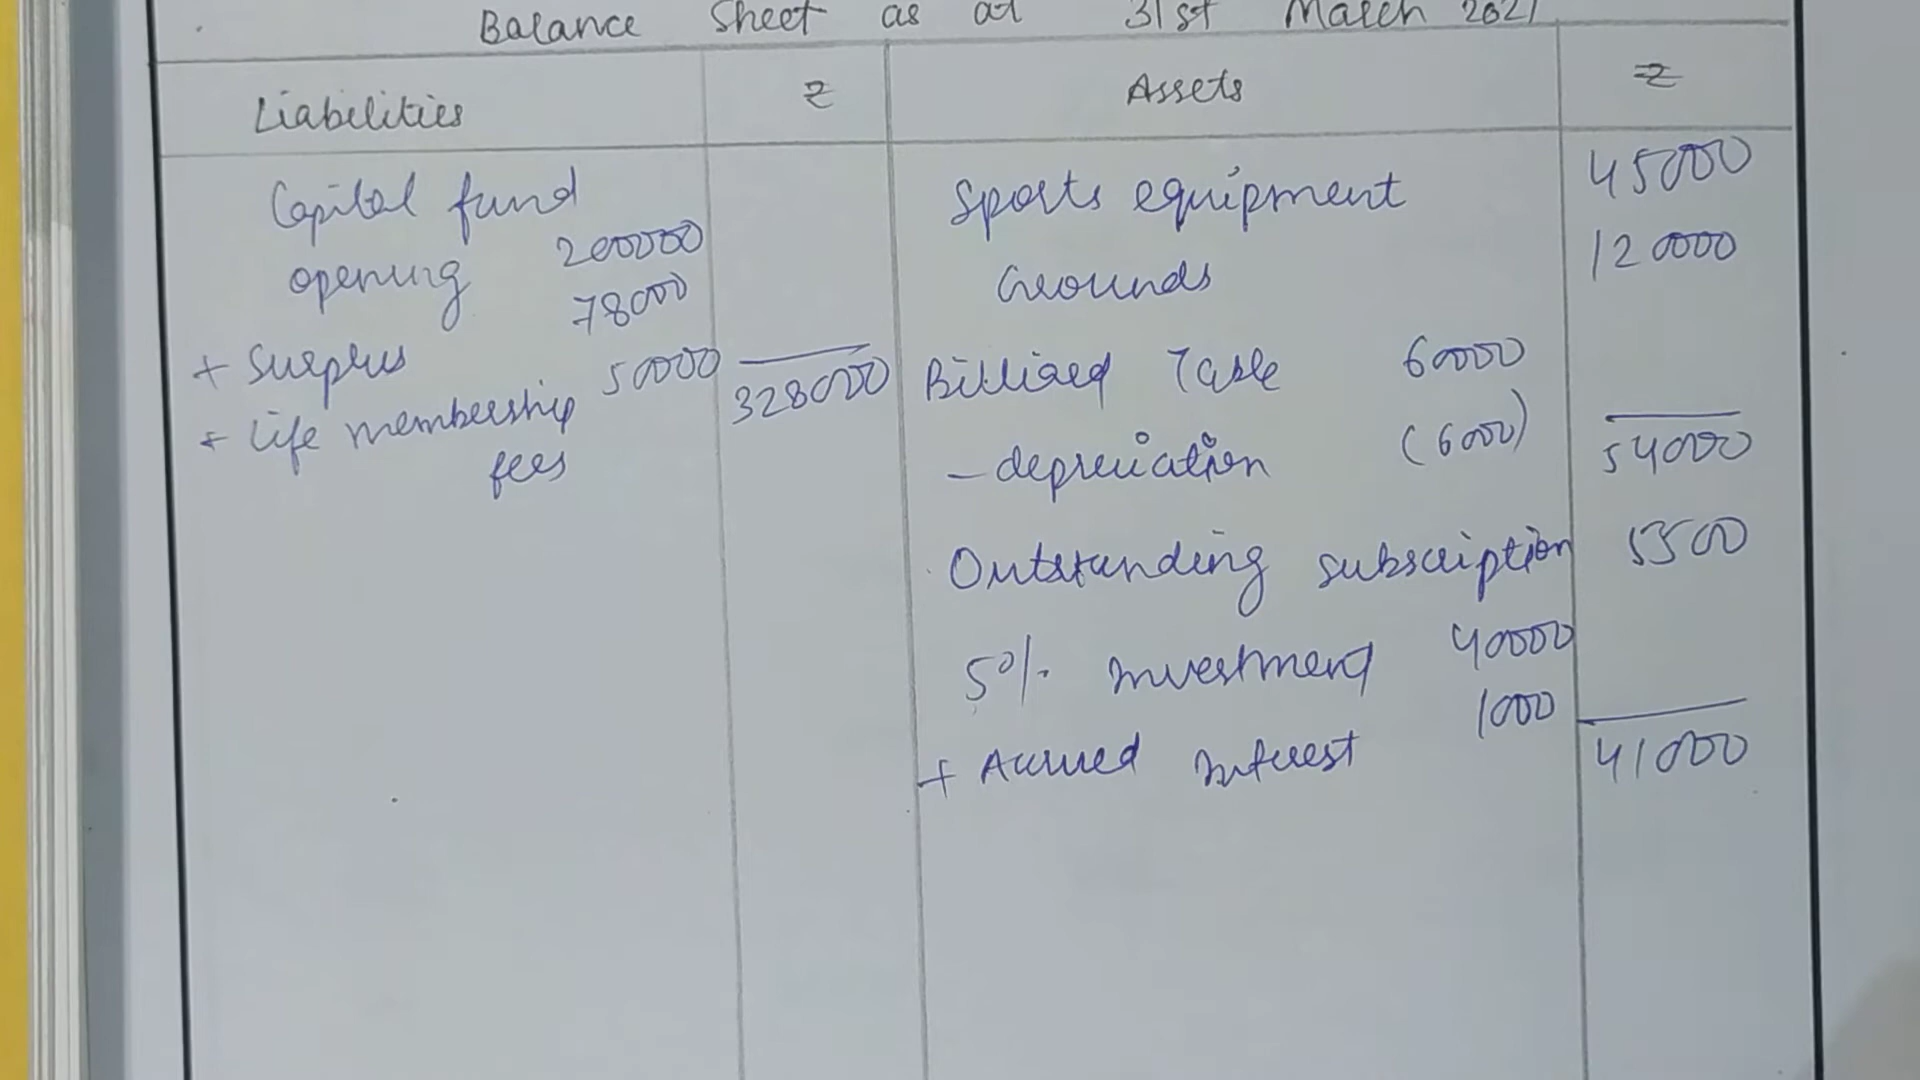 Balance Sheet as at 31st March 2021
Liabilities ₹ Assets ₹
Capital fund
opening 200000
78000
+ Surplus 50000
+ Life membership
fees
328000
Sports equipment 45000
Grounds 120000
Billiard Table 60000
- depreciation (6000) 54000
Outstanding subscription 5500
5% Investment 40000
1000
+ Accrued interest 41000